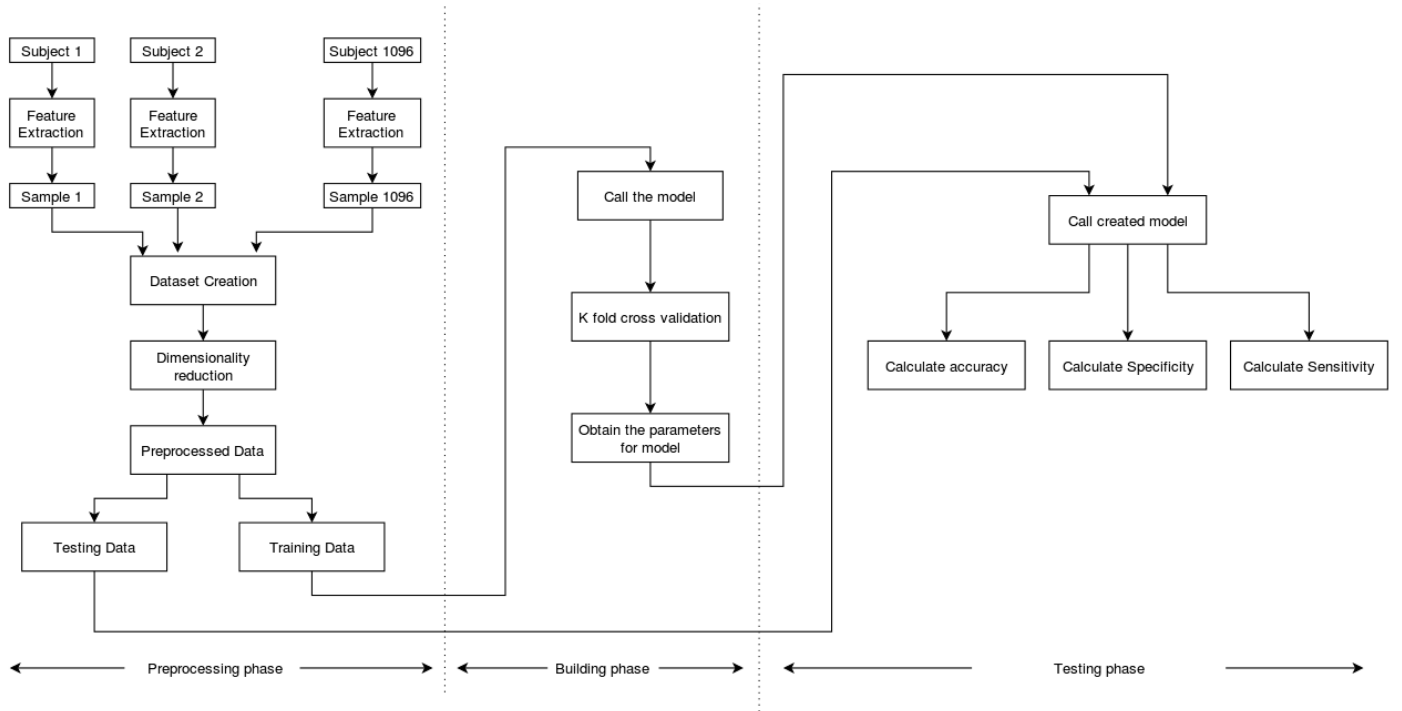 Subject 1
Subject 2
Subject 1096
Feature
Extraction
Feature
Extraction
Feature
Extraction
Sample 1
Sample 2
Sample 1096
Dataset Creation
Dimensionality
reduction
Preprocessed Data
Testing Data
Training Data
Preprocessing phase
Call the model
K fold cross validation
Obtain the parameters
for model
Building phase
Call created model
Calculate accuracy
Calculate Specificity
Calculate Sensitivity
Testing phase